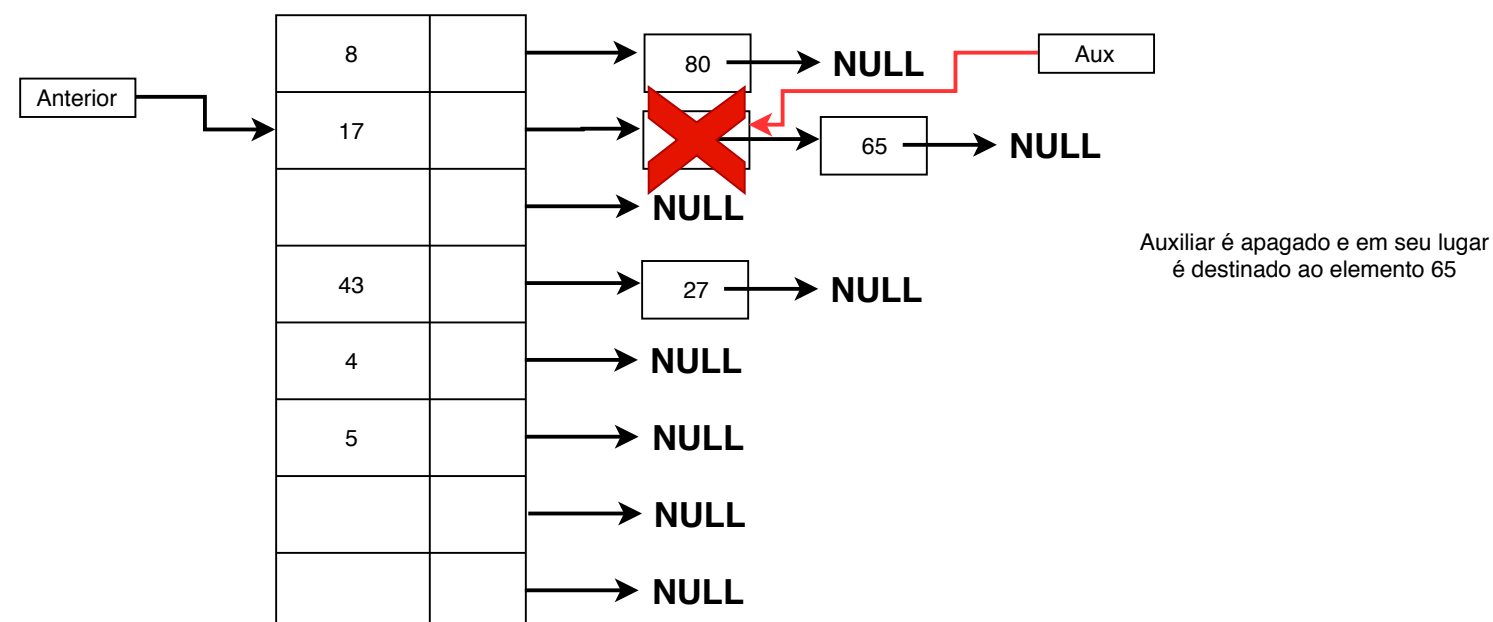 8
80
NULL
Aux
Anterior
17
65
NULL
NULL
Auxiliar é apagado e em seu lugar
é destinado ao elemento 65
43
27
NULL
4
NULL
5
NULL
NULL
NULL